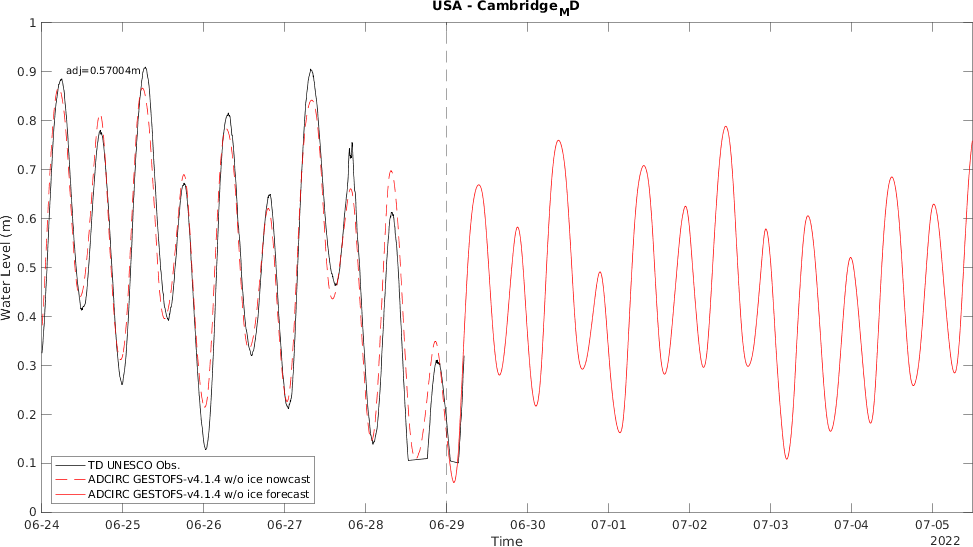 USA - Cambridge_MD
adj=0.57004m
1
0.9
0.8
0.7
0.6
0.5
0.4
0.3
0.2
0.1
0
Water Level (m)
TD UNESCO Obs.
ADCIRC GESTOFS-v4.1.4 w/o ice nowcast
ADCIRC GESTOFS-v4.1.4 w/o ice forecast
06-24 06-25 06-26 06-27 06-28 06-29 06-30 07-01 07-02 07-03 07-04 07-05
Time
2022